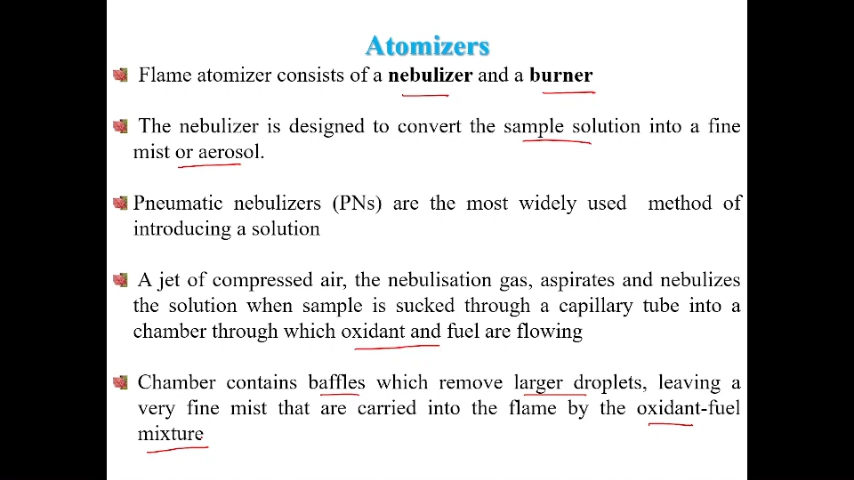 Atomizers
Flame atomizer consists of a nebulizer and a burner
The nebulizer is designed to convert the sample solution into a fine
mist or aerosol.
Pneumatic nebulizers (PNs) are the most widely used method of
introducing a solution
A jet of compressed air, the nebulisation gas, aspirates and nebulizes
the solution when sample is sucked through a capillary tube into a
chamber through which oxidant and fuel are flowing
Chamber contains baffles which remove larger droplets, leaving a
very fine mist that are carried into the flame by the oxidant-fuel
mixture